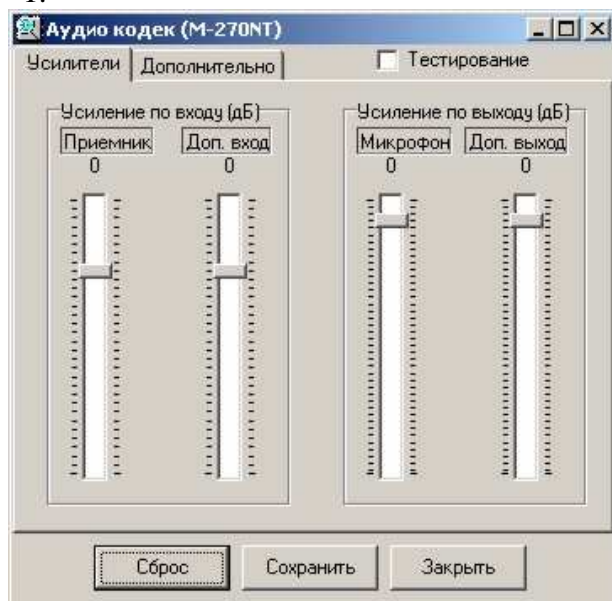 Аудио кодек (M-270NT)
Усилители Дополнительно Тестирование
Усиление по входу (дБ) Усиление по выходу (дБ)
Приемник Доп. вход Микрофон Доп. выход
0 0 0 0
Сброс Сохранить Закрыть